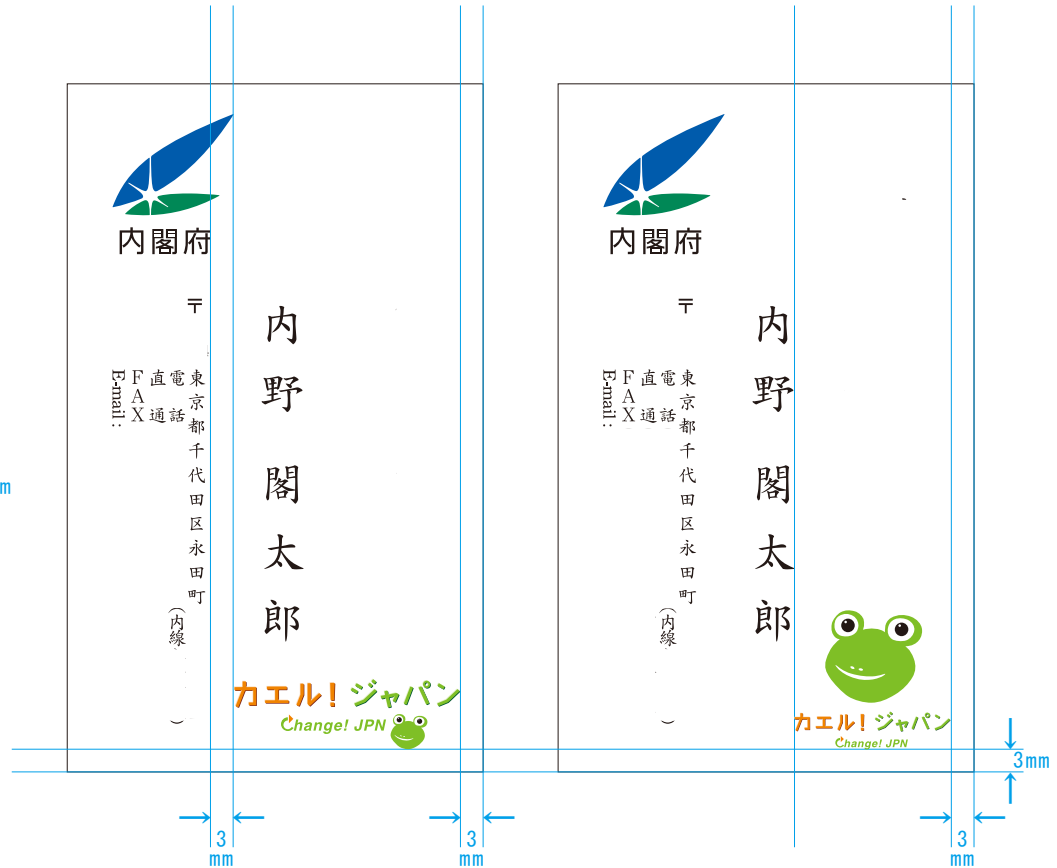 内閣府
内野 閣太郎
〒
東京都千代田区永田町
電話
(内線 )
直通
FAX
E-mail:
カエル!ジャパン
Change! JPN
内閣府
内野 閣太郎
〒
東京都千代田区永田町
電話
(内線 )
直通
FAX
E-mail:
カエル!ジャパン
Change! JPN
m
3mm
3
mm
3
mm
3
mm